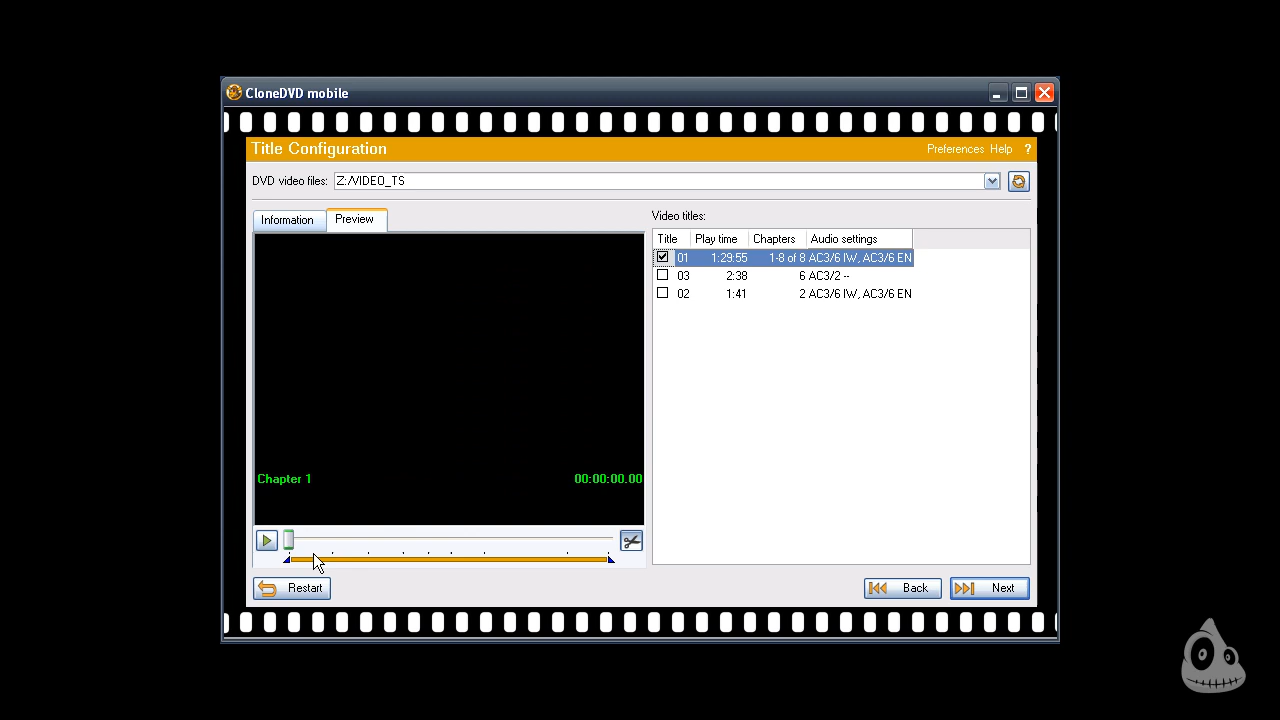 CloneDVD mobile
Title Configuration
Preferences Help ?
DVD video files: Z:/VIDEO_TS
Information Preview
Video titles:
Title Play time Chapters Audio settings
01 1:29:55 1-8 of 8 AC3/6 IW, AC3/6 EN
03 2:38 6 AC3/2 --
02 1:41 2 AC3/6 IW, AC3/6 EN
Chapter 1 00:00:00.00
Restart Back Next